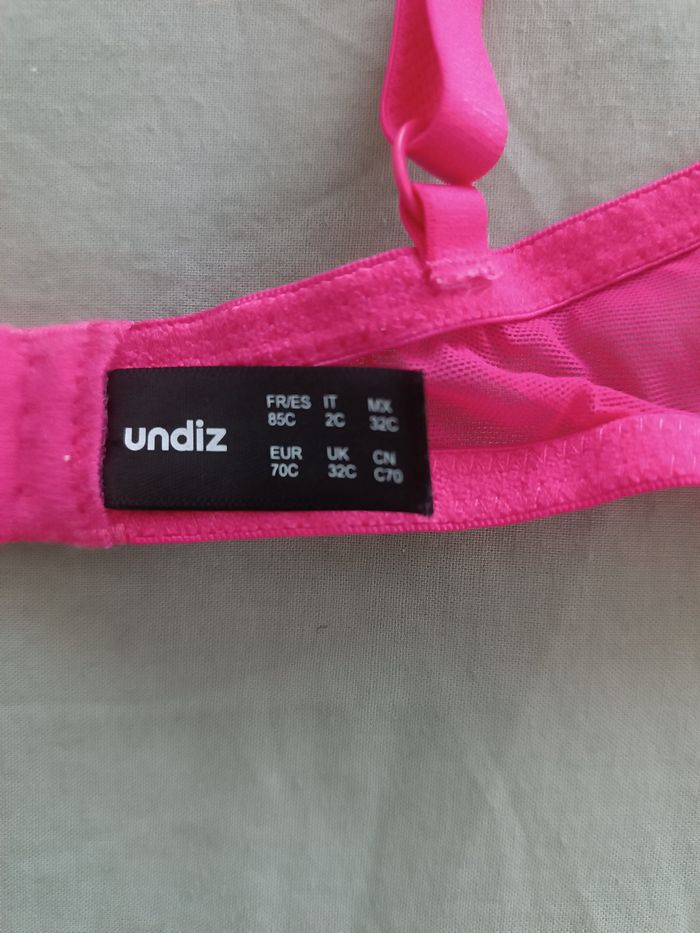 undiz
FR/ES IT MX
85C 2C 32C
EUR UK CN
70C 32C C70